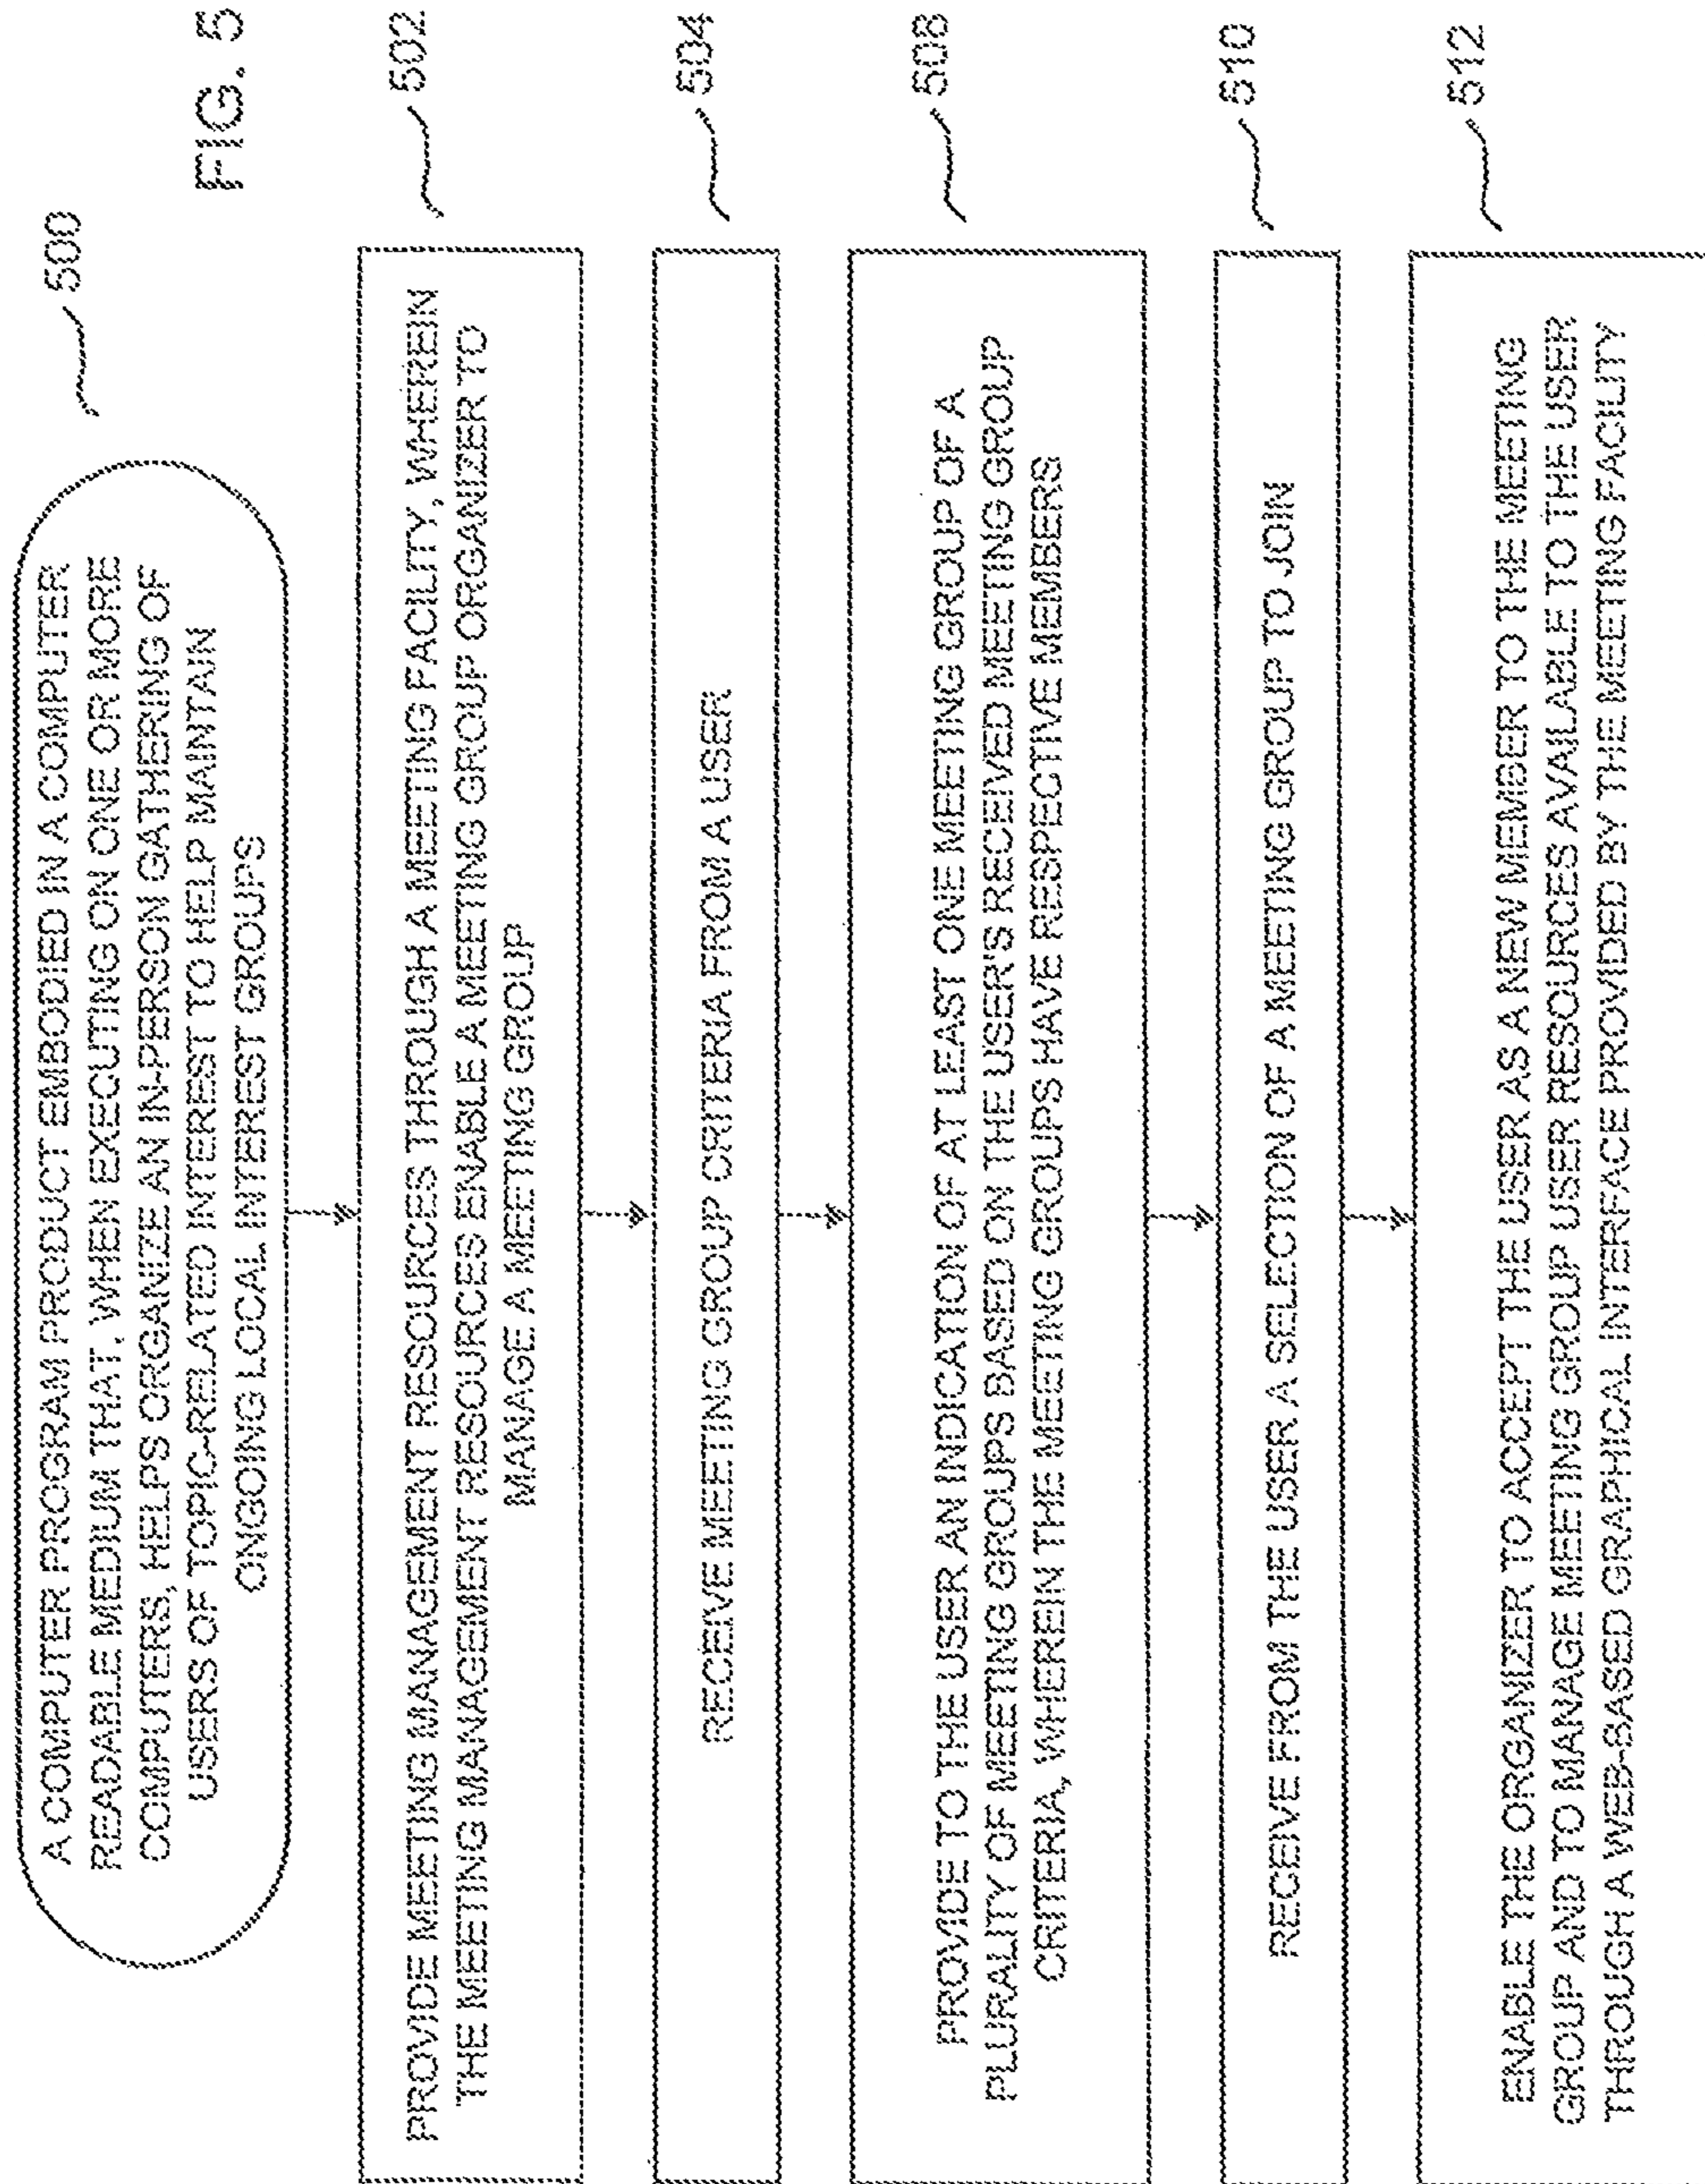 A COMPUTER PROGRAM PRODUCT EMBODIED IN A COMPUTER
READABLE MEDIUM THAT, WHEN EXECUTING ON ONE OR MORE
COMPUTERS, HELPS ORGANIZE AN IN-PERSON GATHERING OF
USERS OF TOPIC-RELATED INTEREST TO HELP MAINTAIN
ONGOING LOCAL INTEREST GROUPS
500
FIG. 5
PROVIDE MEETING MANAGEMENT RESOURCES THROUGH A MEETING FACILITY, WHEREIN
THE MEETING MANAGEMENT RESOURCES ENABLE A MEETING GROUP ORGANIZER TO
MANAGE A MEETING GROUP
502
RECEIVE MEETING GROUP CRITERIA FROM A USER
504
PROVIDE TO THE USER AN INDICATION OF AT LEAST ONE MEETING GROUP OF A
PLURALITY OF MEETING GROUPS BASED ON THE USER'S RECEIVED MEETING GROUP
CRITERIA, WHEREIN THE MEETING GROUPS HAVE RESPECTIVE MEMBERS
508
RECEIVE FROM THE USER A SELECTION OF A MEETING GROUP TO JOIN
510
ENABLE THE ORGANIZER TO ACCEPT THE USER AS A NEW MEMBER TO THE MEETING
GROUP AND TO MANAGE MEETING GROUP USER RESOURCES AVAILABLE TO THE USER
THROUGH A WEB-BASED GRAPHICAL INTERFACE PROVIDED BY THE MEETING FACILITY
512